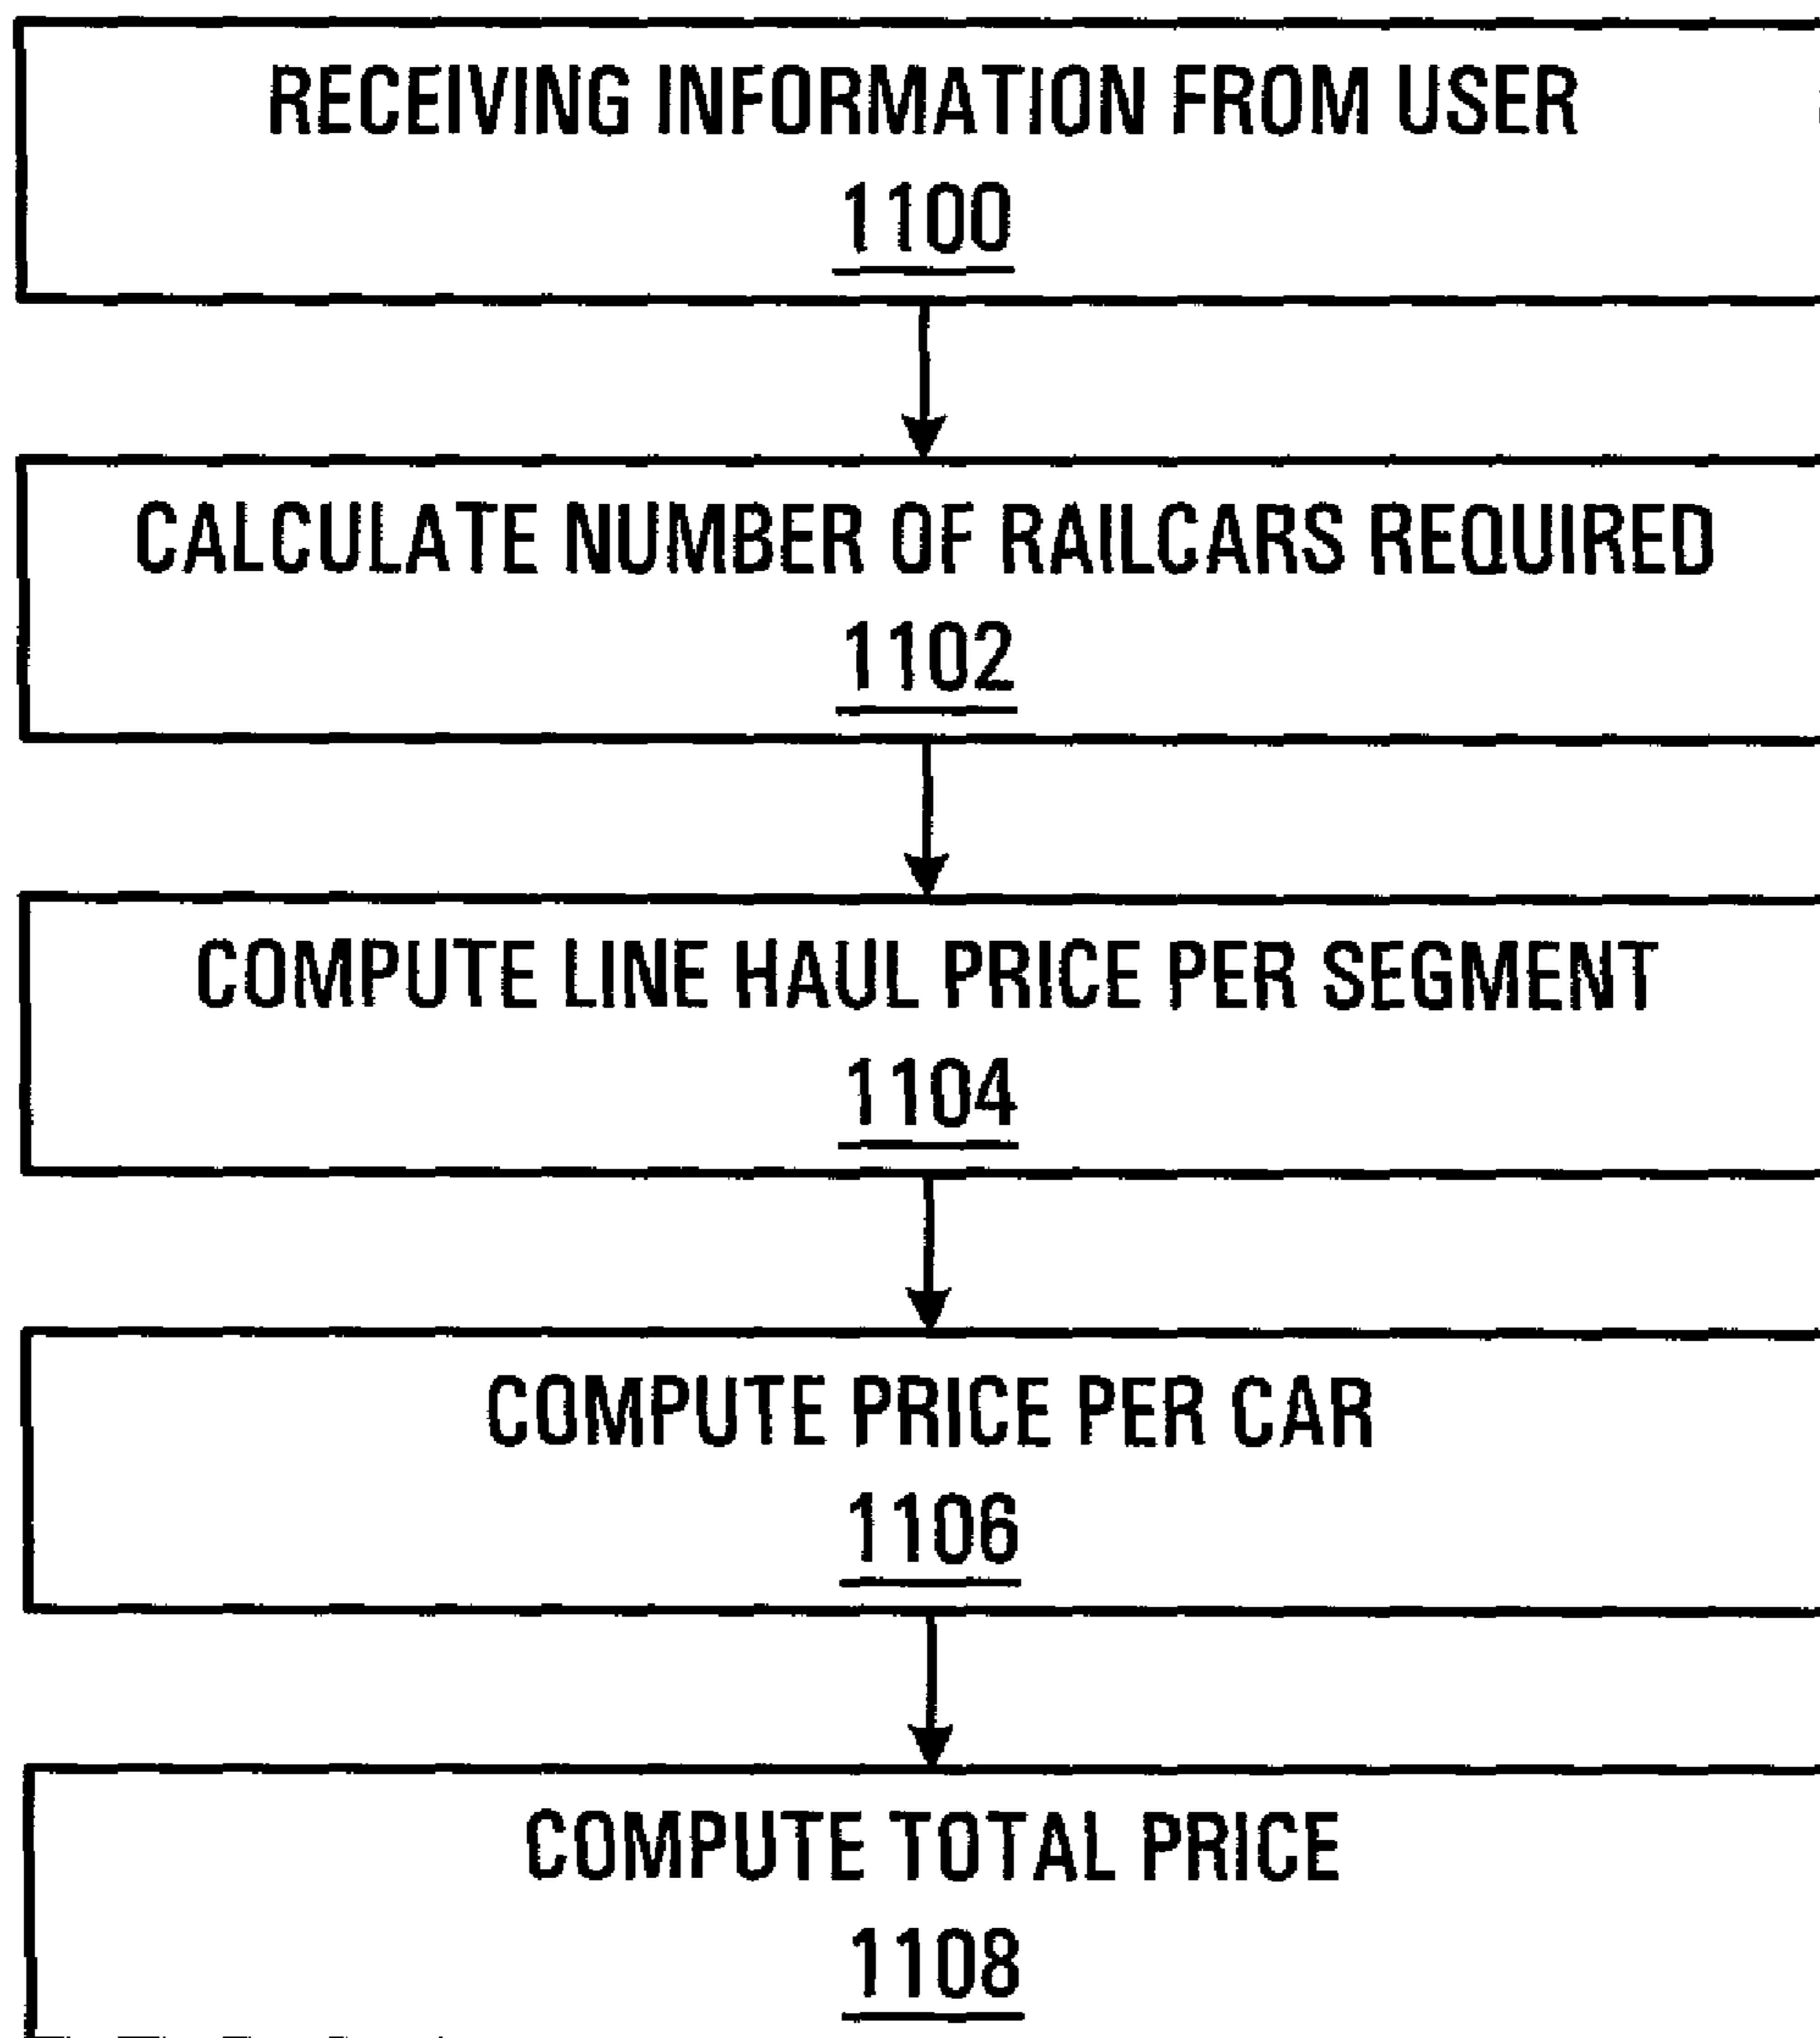 RECEIVING INFORMATION FROM USER
1100
CALCULATE NUMBER OF RAILCARS REQUIRED
1102
COMPUTE LINE HAUL PRICE PER SEGMENT
1104
COMPUTE PRICE PER CAR
1106
COMPUTE TOTAL PRICE
1108